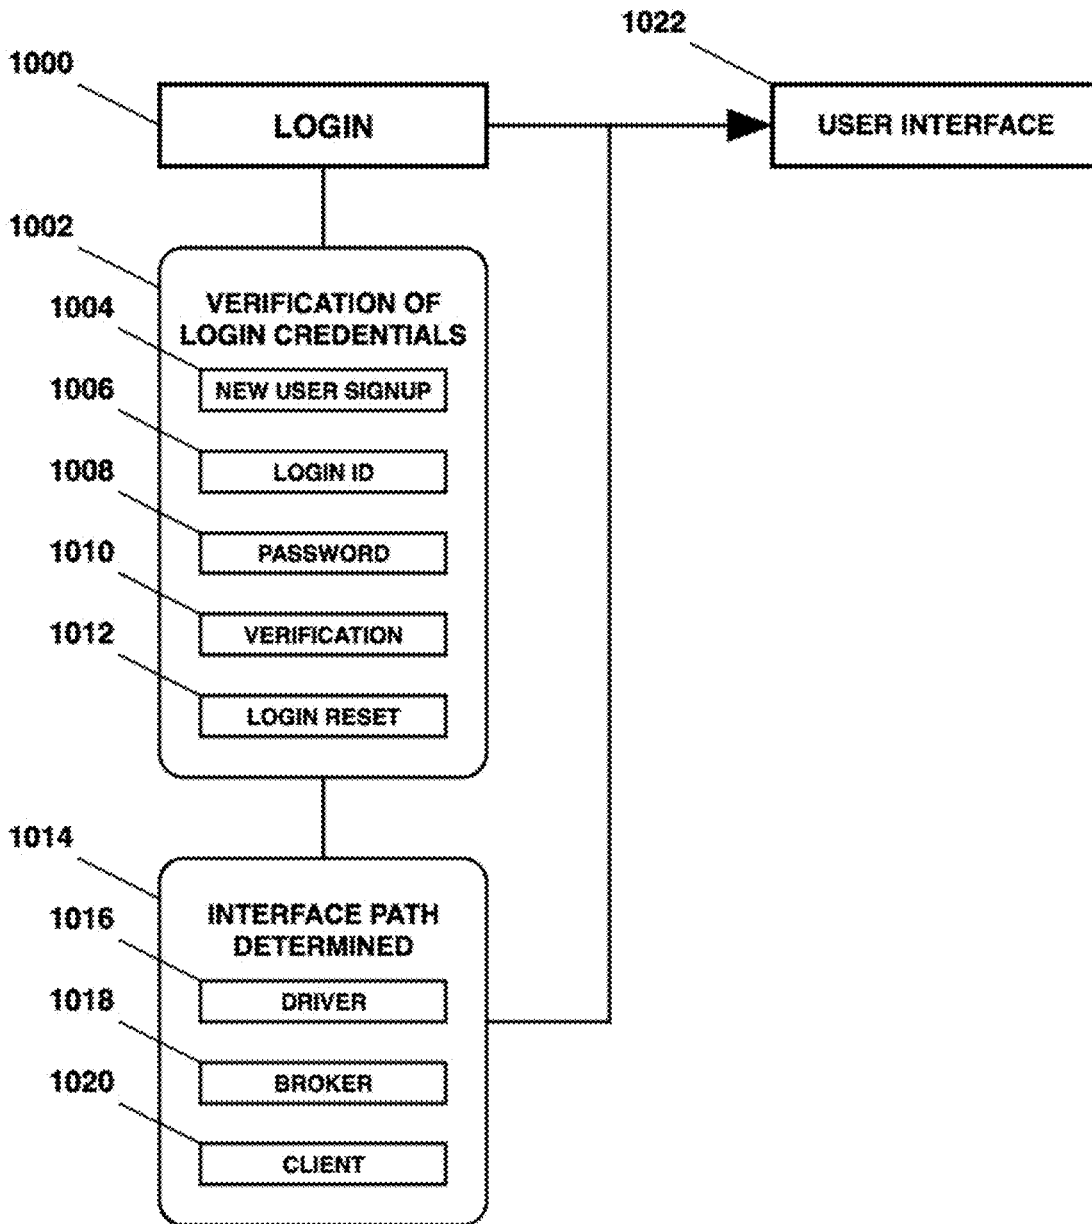 1022
1000
LOGIN
USER INTERFACE
1002
VERIFICATION OF
LOGIN CREDENTIALS
1004
NEW USER SIGNUP
1006
LOGIN ID
1008
PASSWORD
1010
VERIFICATION
1012
LOGIN RESET
1014
INTERFACE PATH
DETERMINED
1016
DRIVER
1018
BROKER
1020
CLIENT